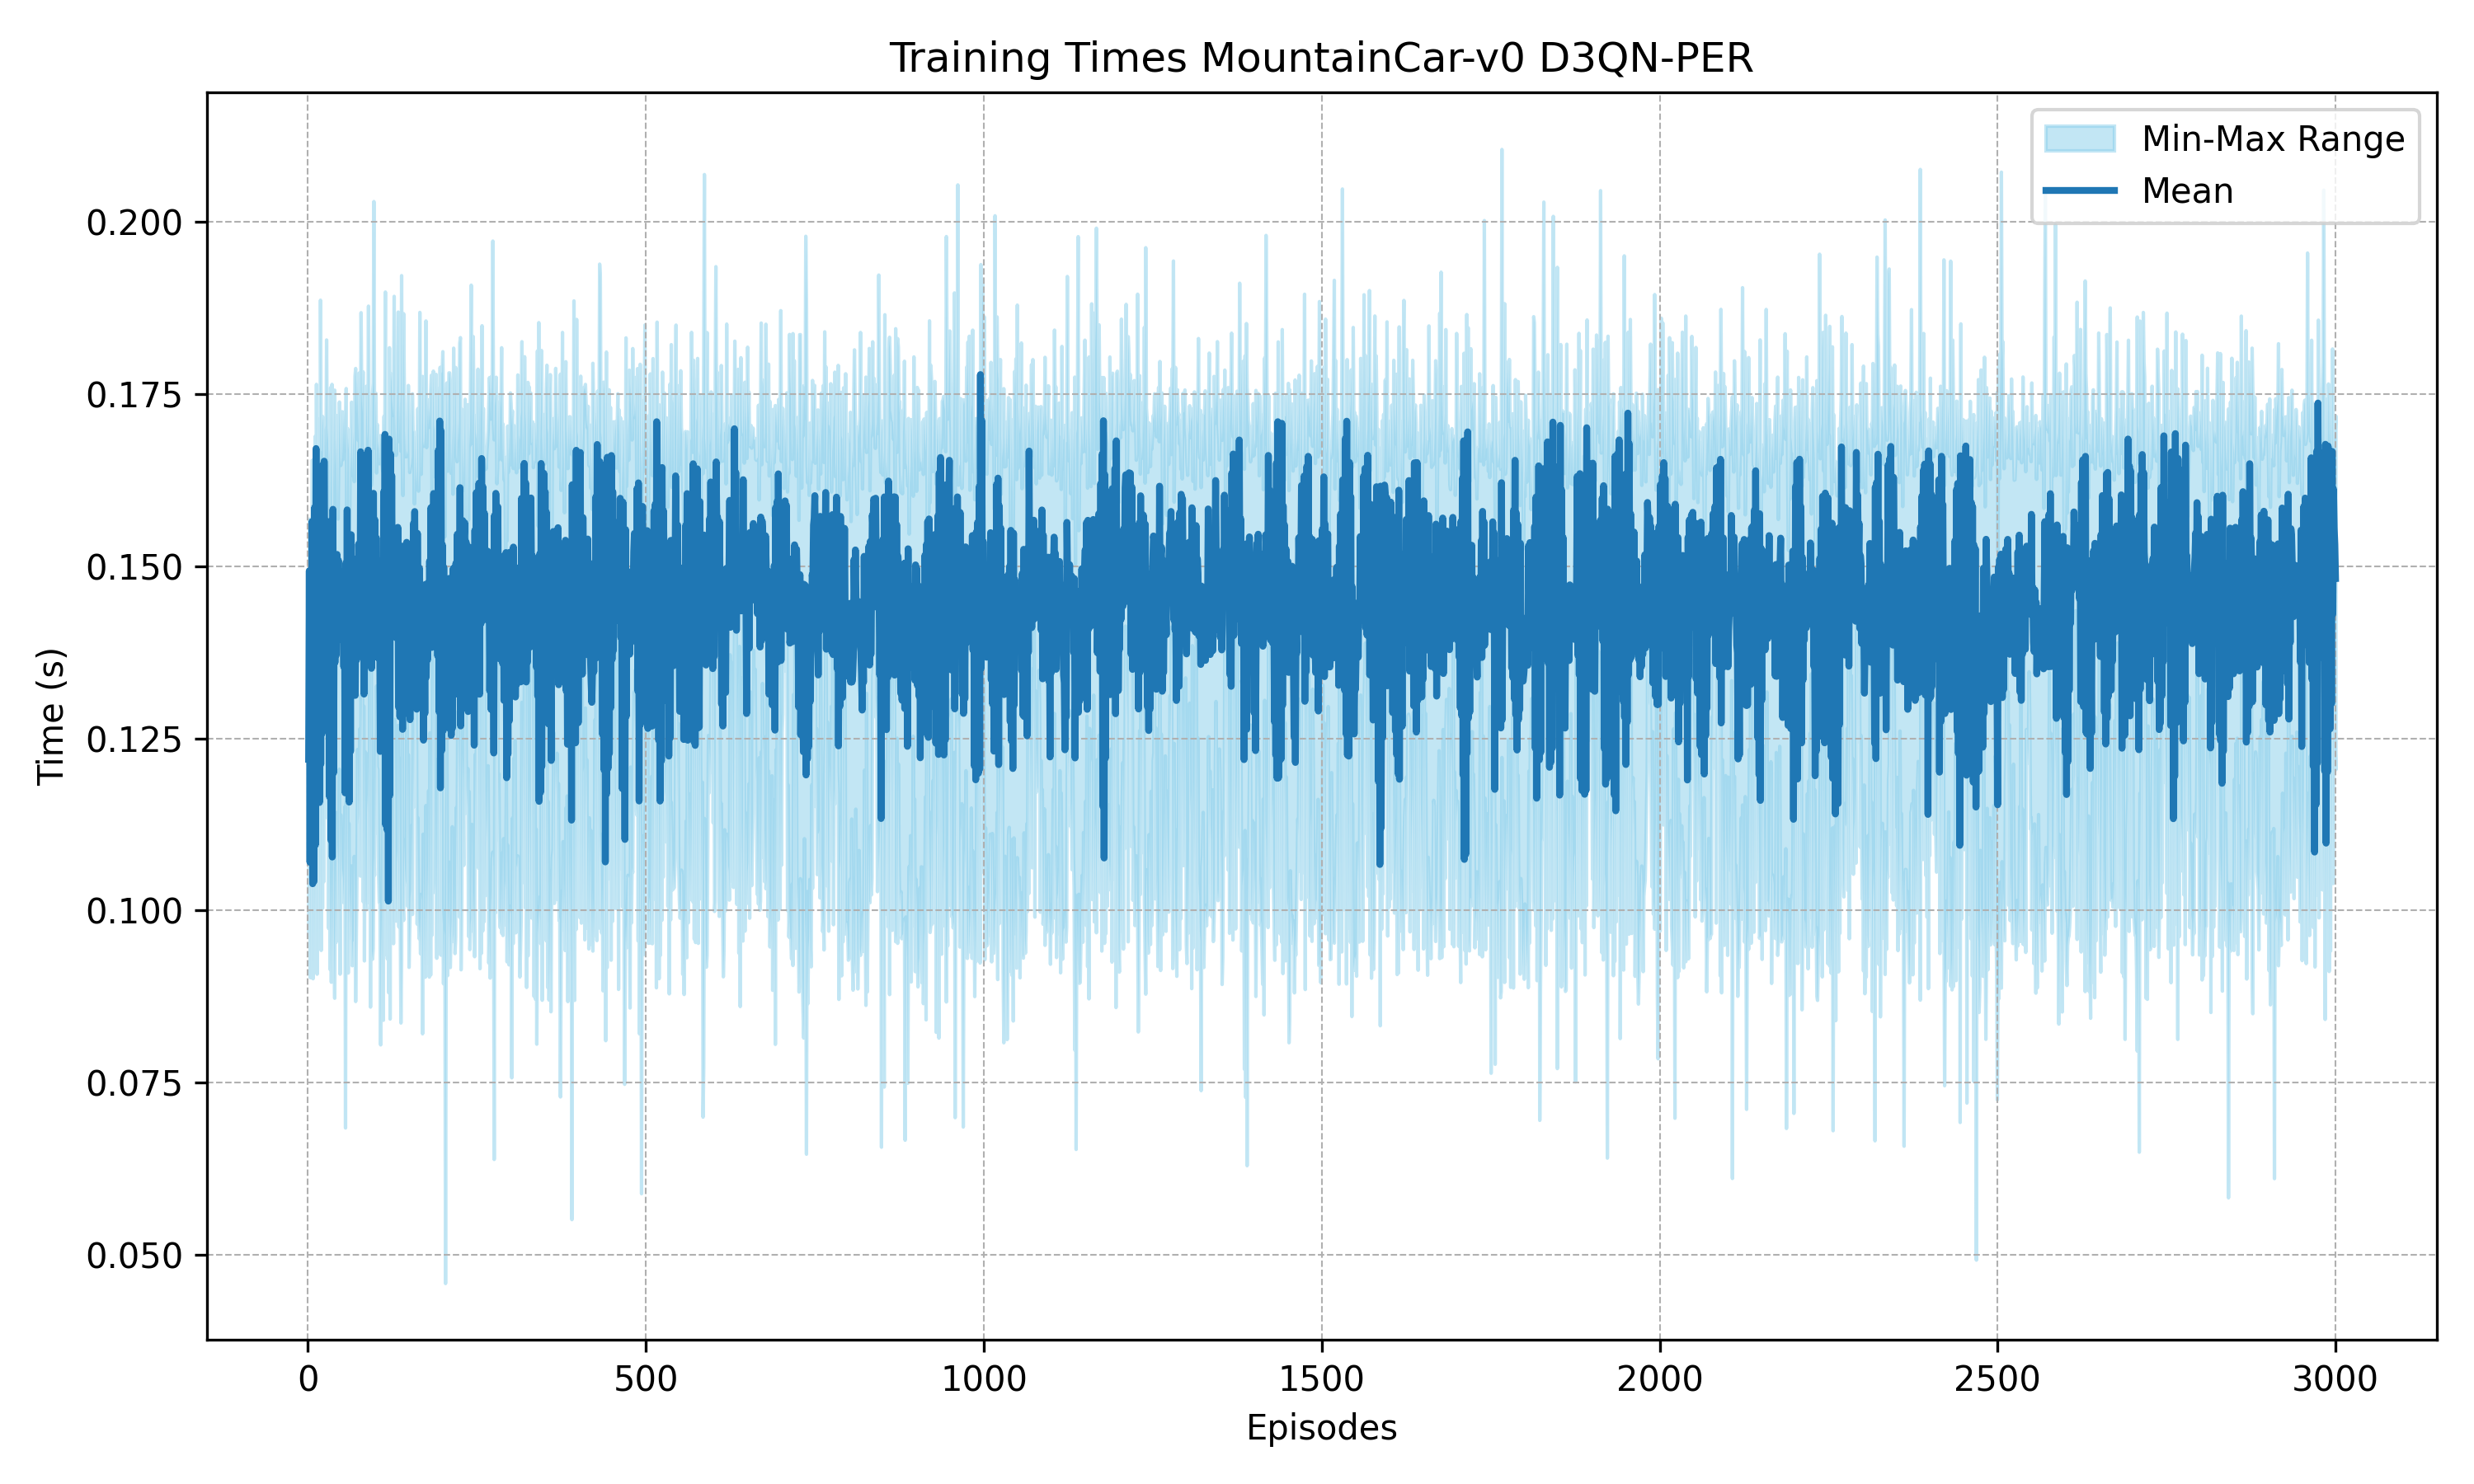 Training Times MountainCar-v0 D3QN-PER
Min-Max Range
Mean
0.200
0.175
0.150
0.125
0.100
0.075
0.050
Time (s)
0 500 1000 1500 2000 2500 3000
Episodes